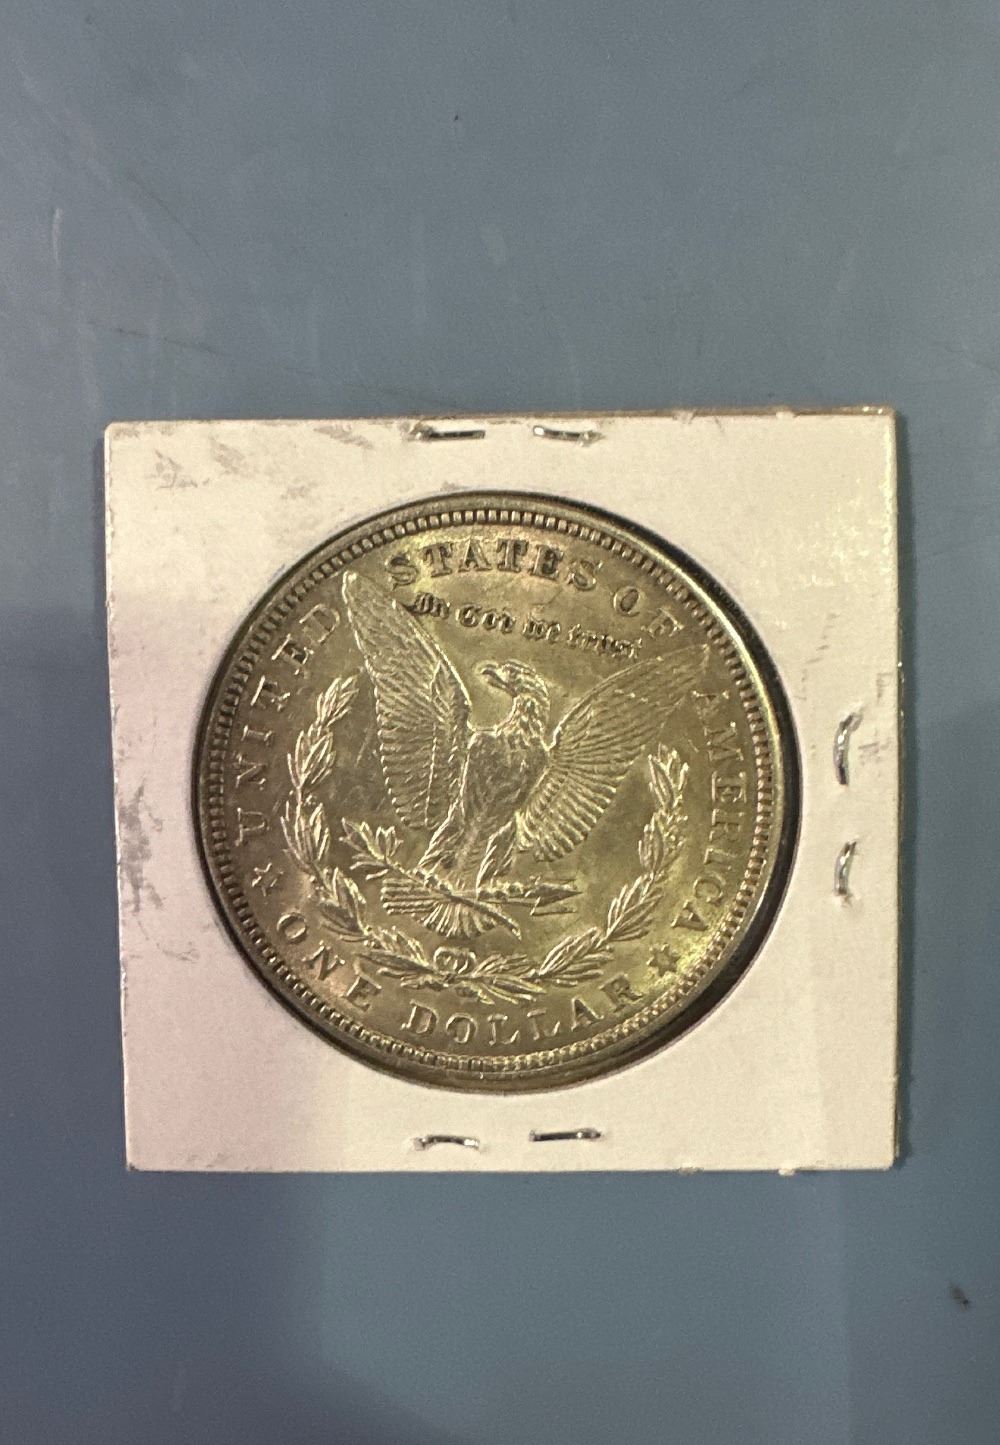 UNITED STATES OF AMERICA
In God we trust
ONE DOLLAR